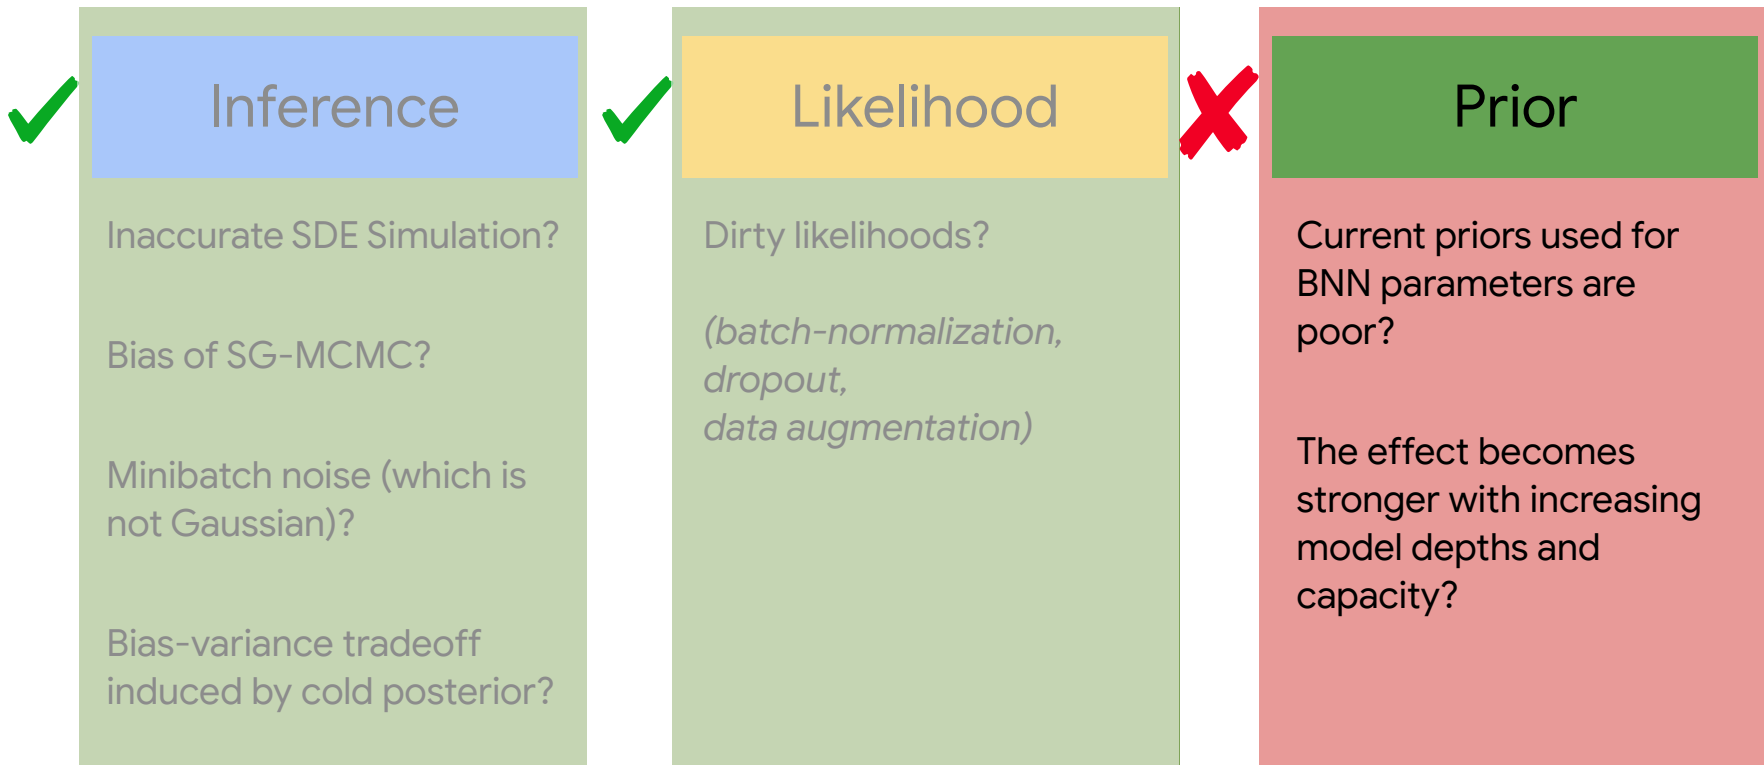 Inference
Inaccurate SDE Simulation?
Bias of SG-MCMC?
Minibatch noise (which is
not Gaussian)?
Bias-variance tradeoff
induced by cold posterior?
Likelihood
Dirty likelihoods?
(batch-normalization,
dropout,
data augmentation)
Prior
Current priors used for
BNN parameters are
poor?
The effect becomes
stronger with increasing
model depths and
capacity?